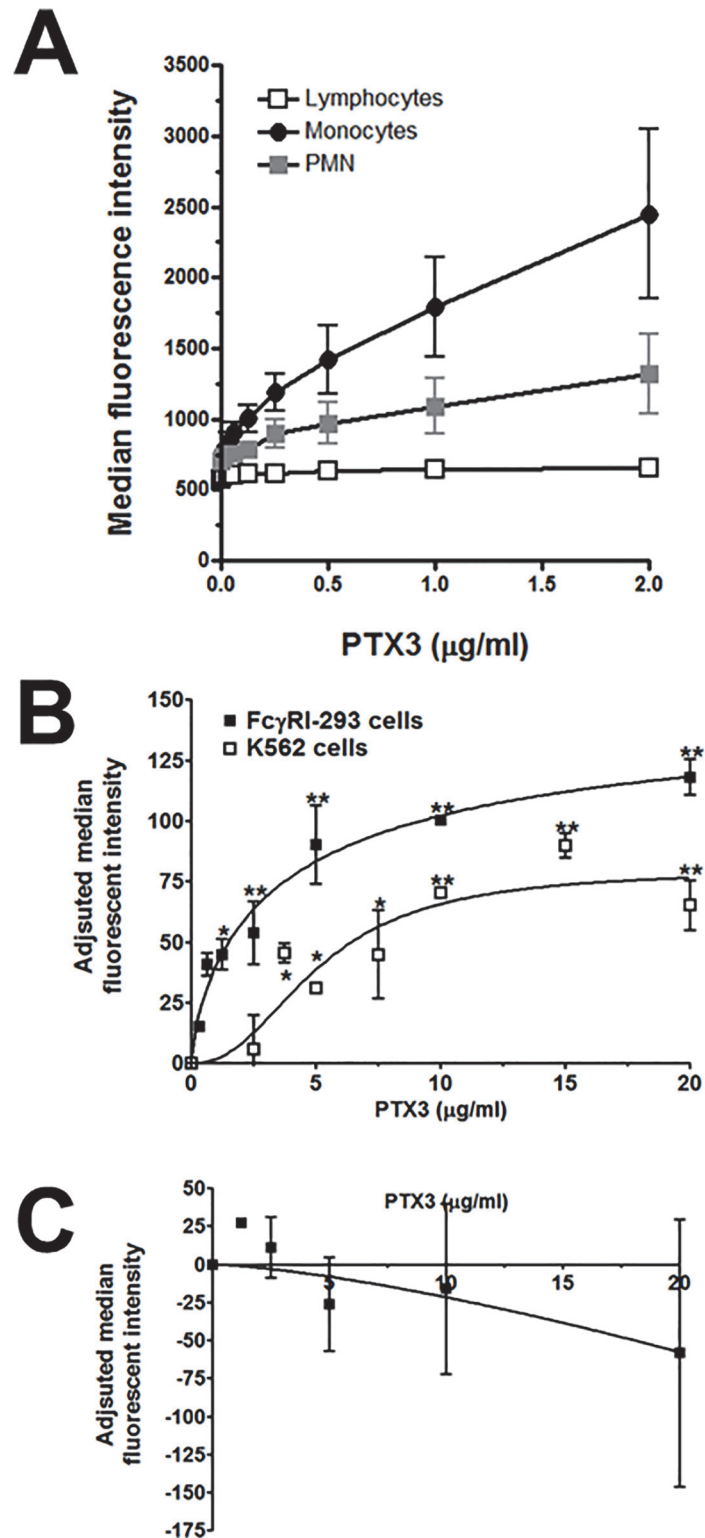 A
3500
3000
2500
2000
1500
1000
500
0
Median fluorescence intensity
Lymphocytes
Monocytes
PMN
0.0 0.5 1.0 1.5 2.0
PTX3 (μg/ml)
B
150
125
100
75
50
25
0
Adjsuted median
fluorescent intensity
FcγRI-293 cells
K562 cells
* ** ** ** **
* * * ** ** **
0 5 10 15 20
PTX3 (μg/ml)
C
50
25
0
-25
-50
-75
-100
-125
-150
-175
Adjsuted median
fluorescent intensity
PTX3 (μg/ml)
5 10 15 20